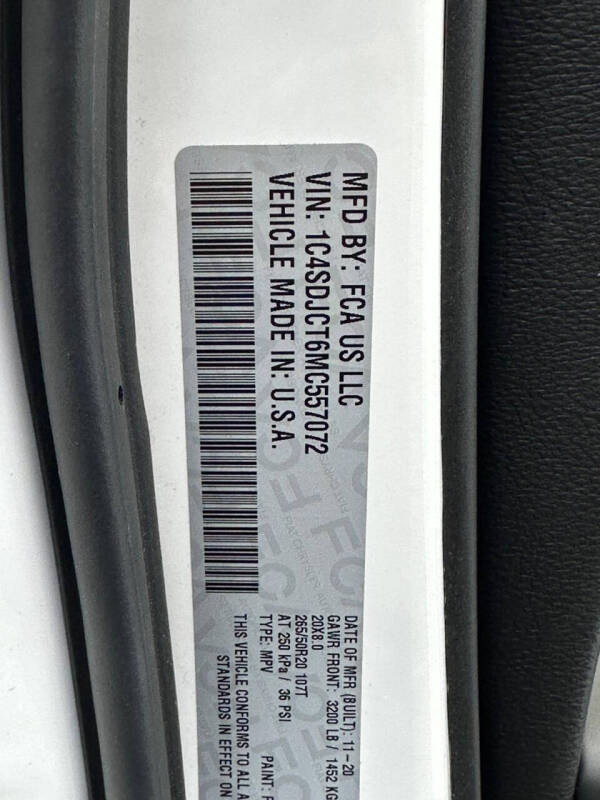 MFD BY: FCA US LLC
VIN: 1C4SDJCT6MC557072
VEHICLE MADE IN: U.S.A.
DATE OF MFR (BUILT): 11-20
GAWR FRONT: 3200 LB / 1452 KG
20X8.0
265/50R20 107T
AT 250 kPa / 36 PSI
TYPE: MPV
PAINT:
THIS VEHICLE CONFORMS TO ALL A
STANDARDS IN EFFECT ON